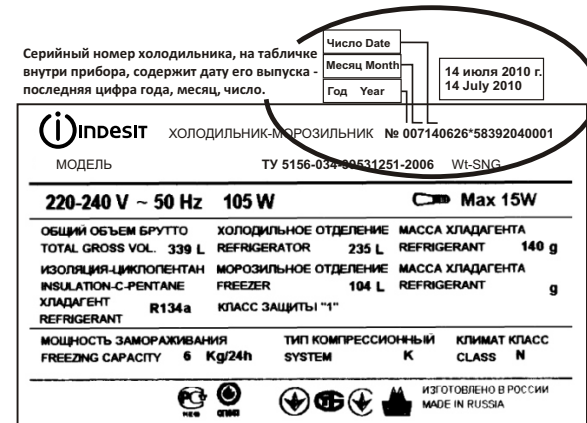 Серийный номер холодильника, на табличке
внутри прибора, содержит дату его выпуска -
последняя цифра года, месяц, число.
Число Date
Месяц Month
Год Year
14 июля 2010 г.
14 July 2010
indesit ХОЛОДИЛЬНИК-МОРОЗИЛЬНИК № 007140626*58392040001
МОДЕЛЬ ТУ 5156-034-39531251-2006 Wt-SNG
220-240 V ~ 50 Hz 105 W Max 15W
ОБЩИЙ ОБЪЕМ БРУТТО ХОЛОДИЛЬНОЕ ОТДЕЛЕНИЕ МАССА ХЛАДАГЕНТА
TOTAL GROSS VOL. 339 L REFRIGERATOR 235 L REFRIGERANT 140 g
ИЗОЛЯЦИЯ-ЦИКЛОПЕНТАН МОРОЗИЛЬНОЕ ОТДЕЛЕНИЕ МАССА ХЛАДАГЕНТА
INSULATION-C-PENTANE FREEZER 104 L REFRIGERANT g
ХЛАДАГЕНТ R134a КЛАСС ЗАЩИТЫ "1"
REFRIGERANT
МОЩНОСТЬ ЗАМОРАЖИВАНИЯ ТИП КОМПРЕССИОННЫЙ КЛИМАТ КЛАСС
FREEZING CAPACITY 6 Kg/24h SYSTEM K CLASS N
ИЗГОТОВЛЕНО В РОССИИ
MADE IN RUSSIA